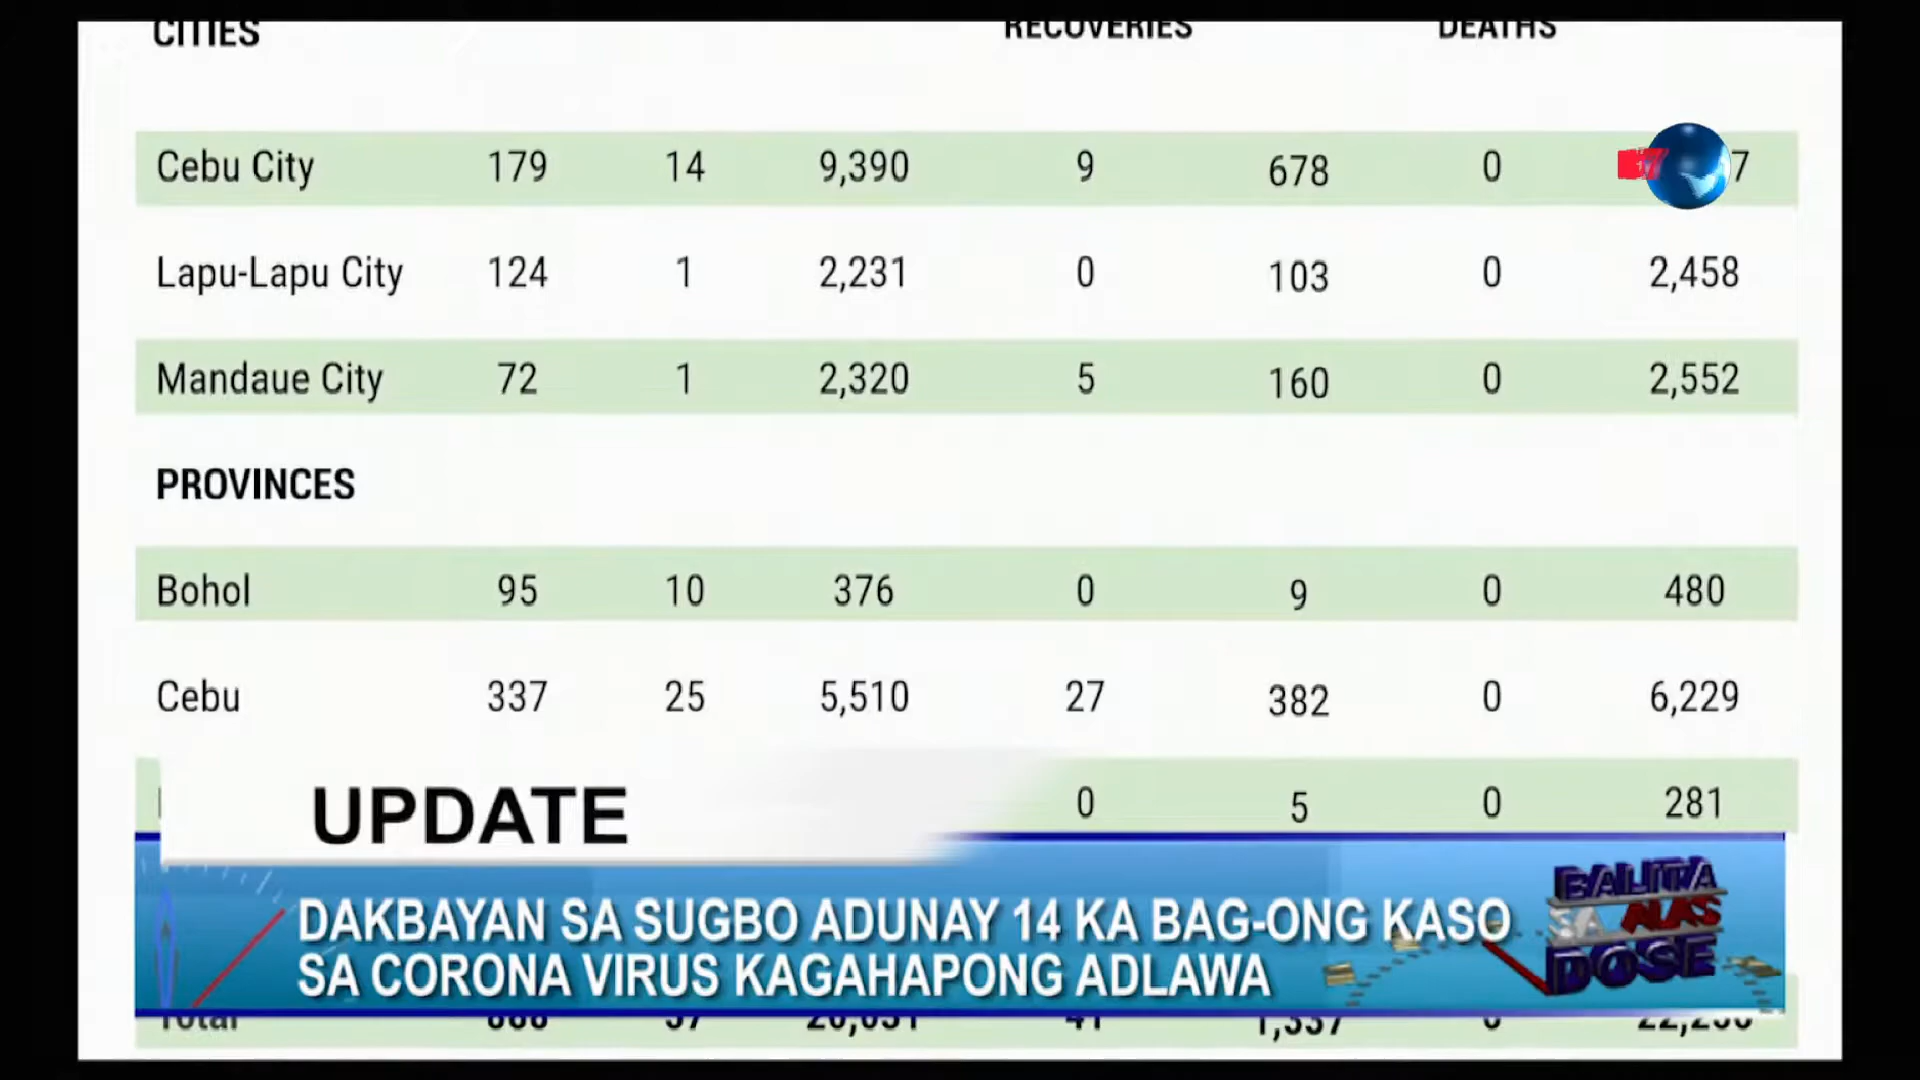 CITIES RECOVERIES DEATHS
Cebu City 179 14 9,390 9 678 0 7
Lapu-Lapu City 124 1 2,231 0 103 0 2,458
Mandaue City 72 1 2,320 5 160 0 2,552
PROVINCES
Bohol 95 10 376 0 9 0 480
Cebu 337 25 5,510 27 382 0 6,229
0 5 0 281
UPDATE
DAKBAYAN SA SUGBO ADUNAY 14 KA BAG-ONG KASO
SA CORONA VIRUS KAGAHAPONG ADLAWA
BALITA
SA ALAS
DOSE
Total 1,337